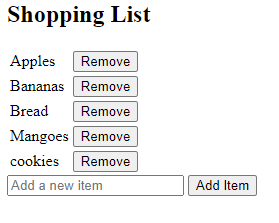 Shopping List
Apples Remove
Bananas Remove
Bread Remove
Mangoes Remove
cookies Remove
Add a new item Add Item